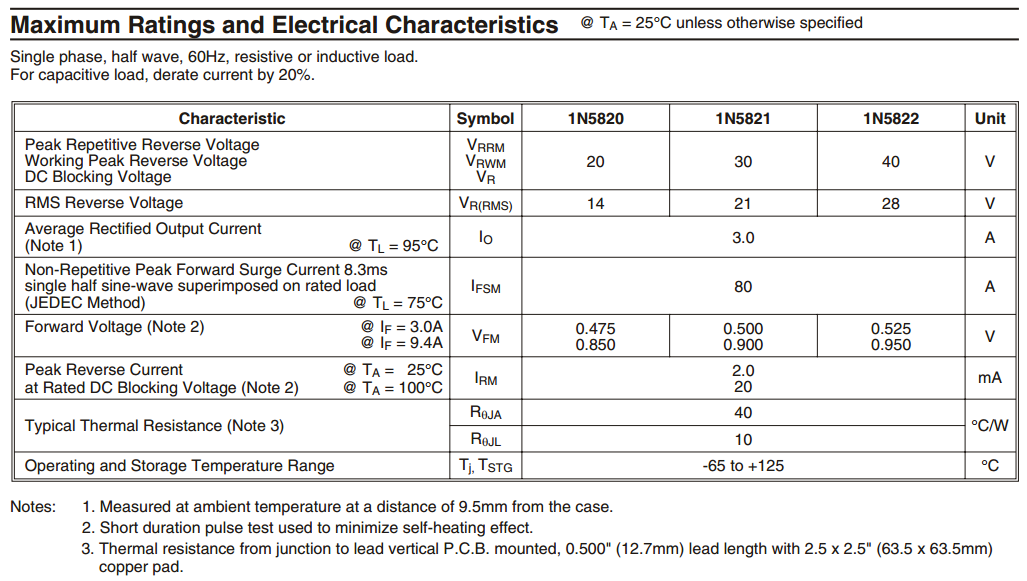 Maximum Ratings and Electrical Characteristics @ TA = 25°C unless otherwise specified
Single phase, half wave, 60Hz, resistive or inductive load.
For capacitive load, derate current by 20%.
Characteristic Symbol 1N5820 1N5821 1N5822 Unit
Peak Repetitive Reverse Voltage VRRM
Working Peak Reverse Voltage VRWM 20 30 40 V
DC Blocking Voltage VR
RMS Reverse Voltage VR(RMS) 14 21 28 V
Average Rectified Output Current
(Note 1) @ TL = 95°C IO 3.0 A
Non-Repetitive Peak Forward Surge Current 8.3ms
single half sine-wave superimposed on rated load IFSM 80 A
(JEDEC Method) @ TL = 75°C
Forward Voltage (Note 2) @ IF = 3.0A VFM 0.475 0.500 0.525 V
@ IF = 9.4A 0.850 0.900 0.950
Peak Reverse Current @ TA = 25°C IRM 2.0 mA
at Rated DC Blocking Voltage (Note 2) @ TA = 100°C 20
Typical Thermal Resistance (Note 3) RθJA 40 °C/W
RθJL 10
Operating and Storage Temperature Range Tj, TSTG -65 to +125 °C
Notes: 1. Measured at ambient temperature at a distance of 9.5mm from the case.
2. Short duration pulse test used to minimize self-heating effect.
3. Thermal resistance from junction to lead vertical P.C.B. mounted, 0.500" (12.7mm) lead length with 2.5 x 2.5" (63.5 x 63.5mm)
copper pad.